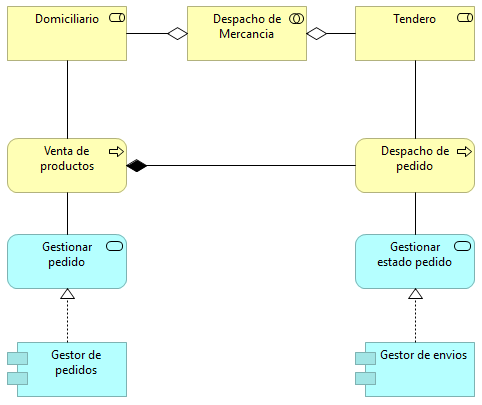 Domiciliario
Despacho de
Mercancia
Tendero
Venta de
productos
Despacho de
pedido
Gestionar
pedido
Gestionar
estado pedido
Gestor de
pedidos
Gestor de envios